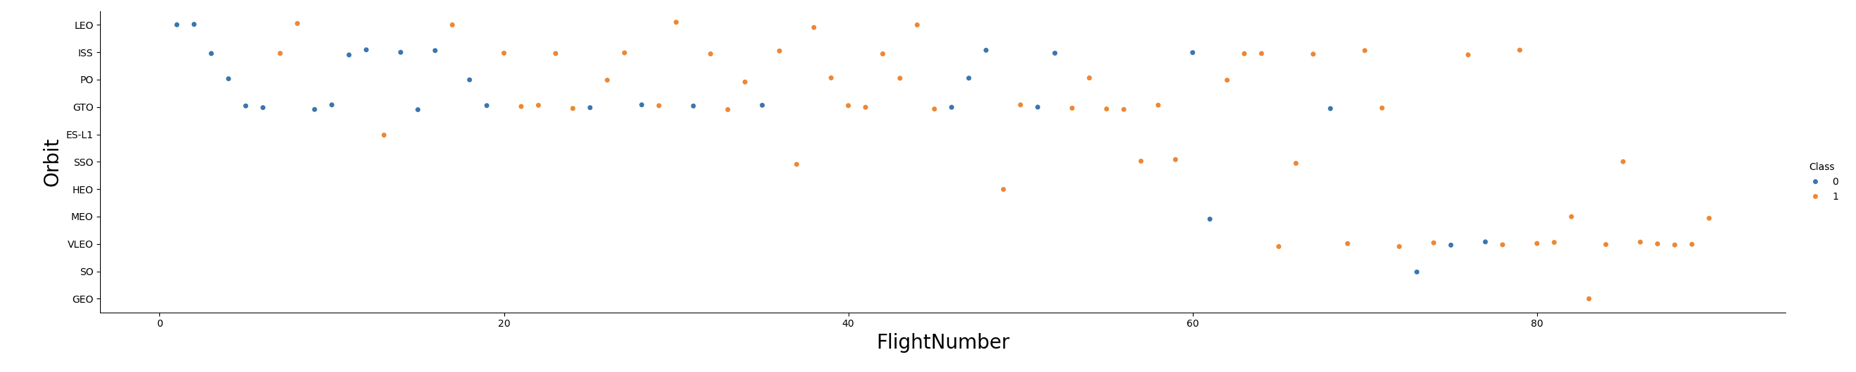 LEO
ISS
PO
GTO
ES-L1
SSO
HEO
MEO
VLEO
SO
GEO
Orbit
0 20 40 60 80
FlightNumber
Class
0
1